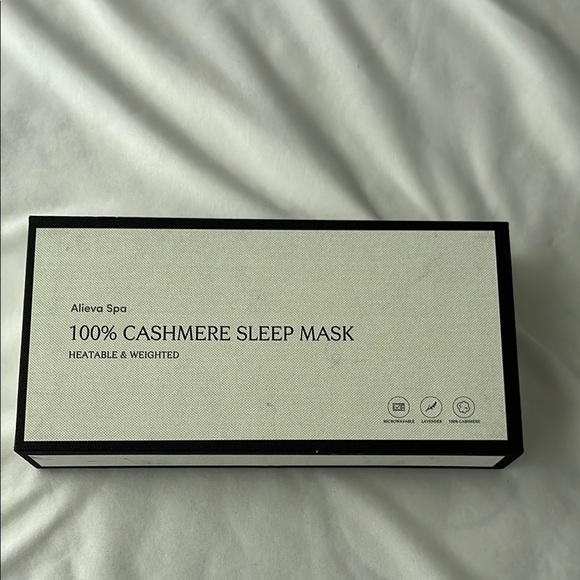 Alieva Spa
100% CASHMERE SLEEP MASK
HEATABLE & WEIGHTED
MICROWAVABLE LAVENDER 100% CASHMERE